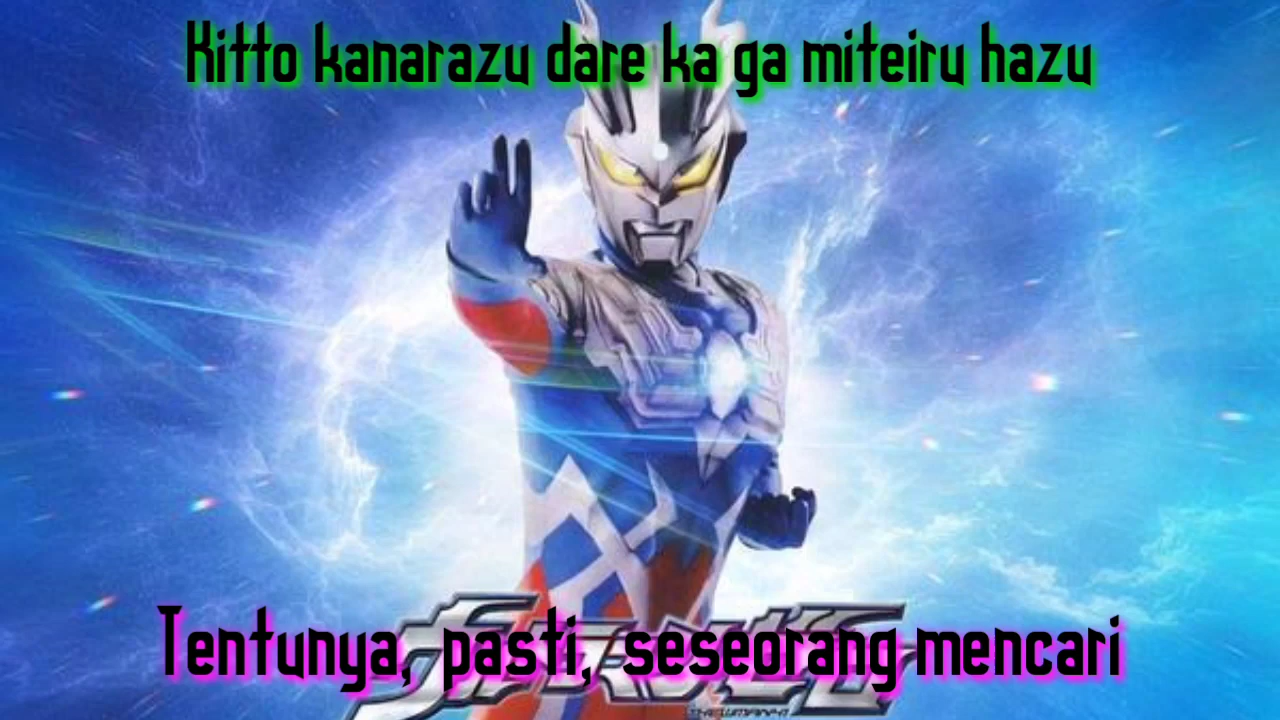 Kitto kanarazu dare ka ga miteiru hazu
Tentunya, pasti, seseorang mencari